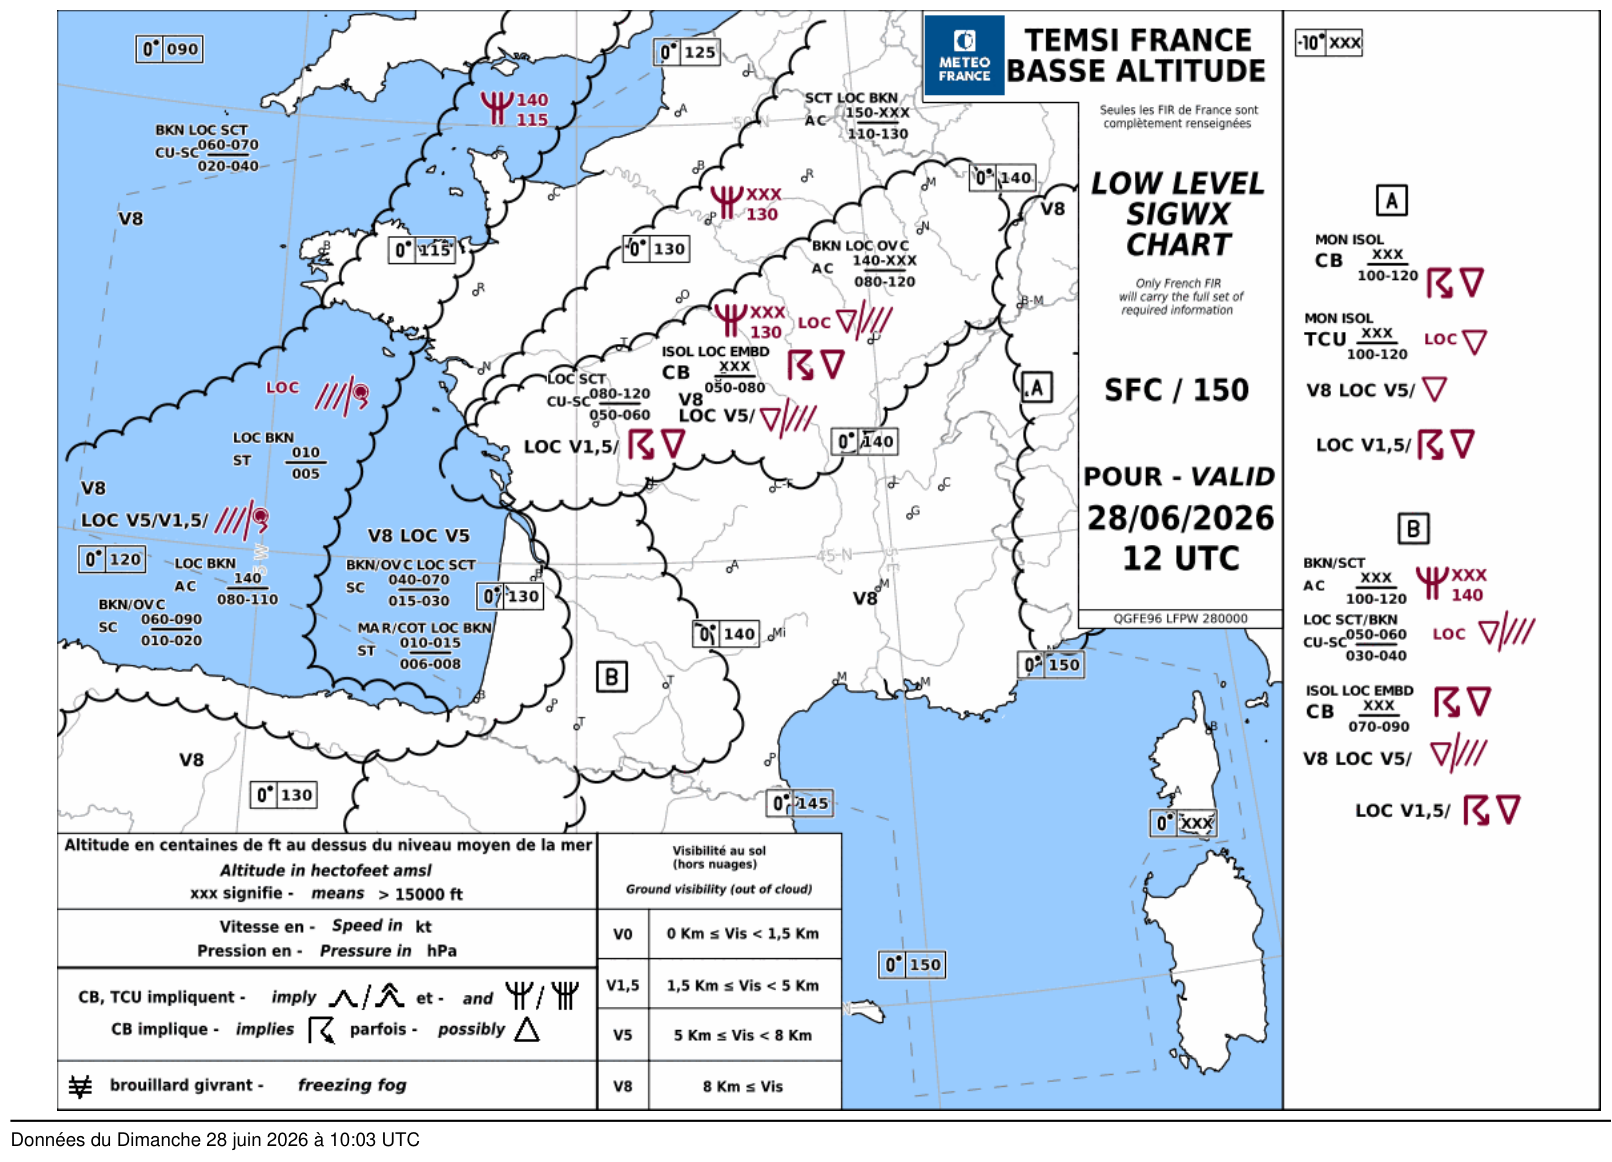 0° 090
0° 125
140
115
BKN LOC SCT
CU-SC 060-070
020-040
V8
0° 115
0° 130
SCT LOC BKN
AC 150-XXX
110-130
50 N
XXX
130
0° 140
V8
BKN LOC OVC
AC 140-XXX
080-120
XXX
130
LOC
ISOL LOC EMBD
CB XXX
050-080
V8
LOC V5/
LOC SCT
CU-SC 080-120
050-060
LOC V1,5/
0° 140
A
LOC
LOC BKN
ST 010
005
V8
LOC V5/V1,5/
0° 120
LOC BKN
AC 140
080-110
BKN/OVC
SC 060-090
010-020
V8 LOC V5
BKN/OVC LOC SCT
SC 040-070
015-030
0° 130
MAR/COT LOC BKN
ST 010-015
006-008
45 N
V8
0° 140
B
0° 150
V8
0° 130
0° 145
0° XXX
0° 150
METEO
FRANCE
TEMSI FRANCE
BASSE ALTITUDE
Seules les FIR de France sont
complètement renseignées
LOW LEVEL
SIGWX
CHART
Only French FIR
will carry the full set of
required information
SFC / 150
POUR - VALID
28/06/2026
12 UTC
QGFE96 LFPW 280000
-10° XXX
A
MON ISOL
CB XXX
100-120
MON ISOL
TCU XXX
100-120
LOC
V8 LOC V5/
LOC V1,5/
B
BKN/SCT
AC XXX
100-120
XXX
140
LOC SCT/BKN
CU-SC 050-060
030-040
LOC
ISOL LOC EMBD
CB XXX
070-090
V8 LOC V5/
LOC V1,5/
Altitude en centaines de ft au dessus du niveau moyen de la mer
Altitude in hectofeet amsl
xxx signifie - means > 15000 ft
Vitesse en - Speed in kt
Pression en - Pressure in hPa
CB, TCU impliquent - imply / et - and /
CB implique - implies parfois - possibly
brouillard givrant - freezing fog
Visibilité au sol
(hors nuages)
Ground visibility (out of cloud)
V0 0 Km ≤ Vis < 1,5 Km
V1,5 1,5 Km ≤ Vis < 5 Km
V5 5 Km ≤ Vis < 8 Km
V8 8 Km ≤ Vis
Données du Dimanche 28 juin 2026 à 10:03 UTC